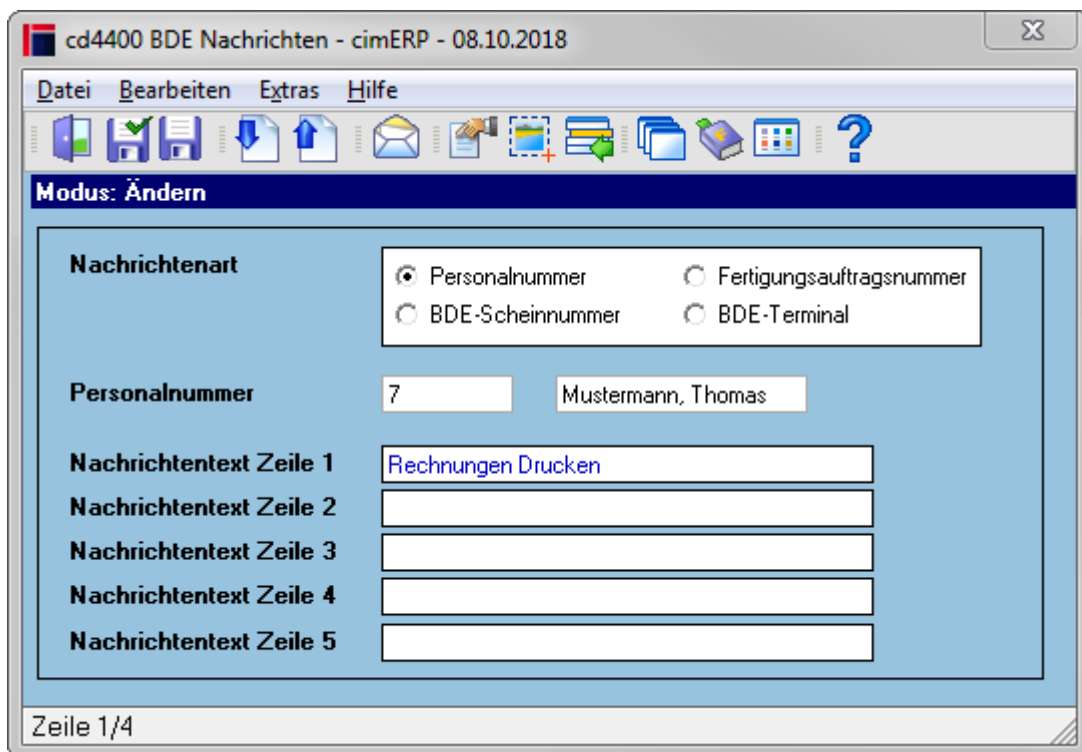 cd4400 BDE Nachrichten - cimERP - 08.10.2018
Datei Bearbeiten Extras Hilfe
Modus: Ändern
Nachrichtenart
Personalnummer Fertigungsauftragsnummer
BDE-Scheinnummer BDE-Terminal
Personalnummer 7 Mustermann, Thomas
Nachrichtentext Zeile 1 Rechnungen Drucken
Nachrichtentext Zeile 2
Nachrichtentext Zeile 3
Nachrichtentext Zeile 4
Nachrichtentext Zeile 5
Zeile 1/4